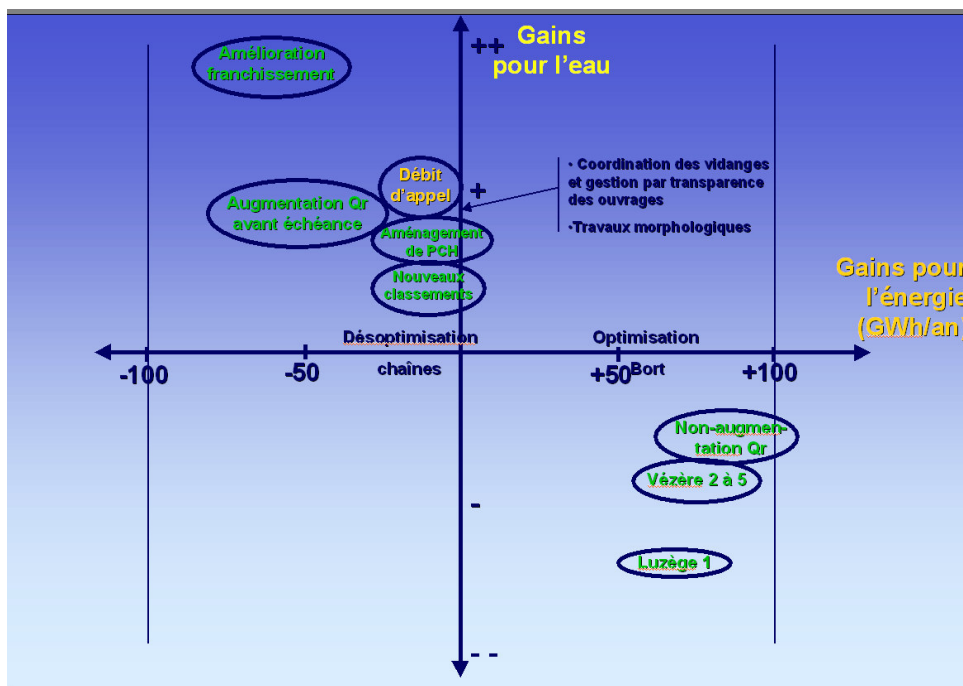 ++ Gains
pour l'eau
Amélioration
franchissement
• Coordination des vidanges
et gestion par transparence
des ouvrages
•Travaux morphologiques
Débit
d'appel
+
Augmentation Qr
avant échéance
Aménagement
de PCH
Nouveaux
classements
Gains pour
l'énergie
(GWh/an)
Désoptimisation
chaînes
Optimisation
Bort
-100
-50
+50
+100
Non-augmen-
tation Qr
Vézère 2 à 5
-
Luzège 1
- -